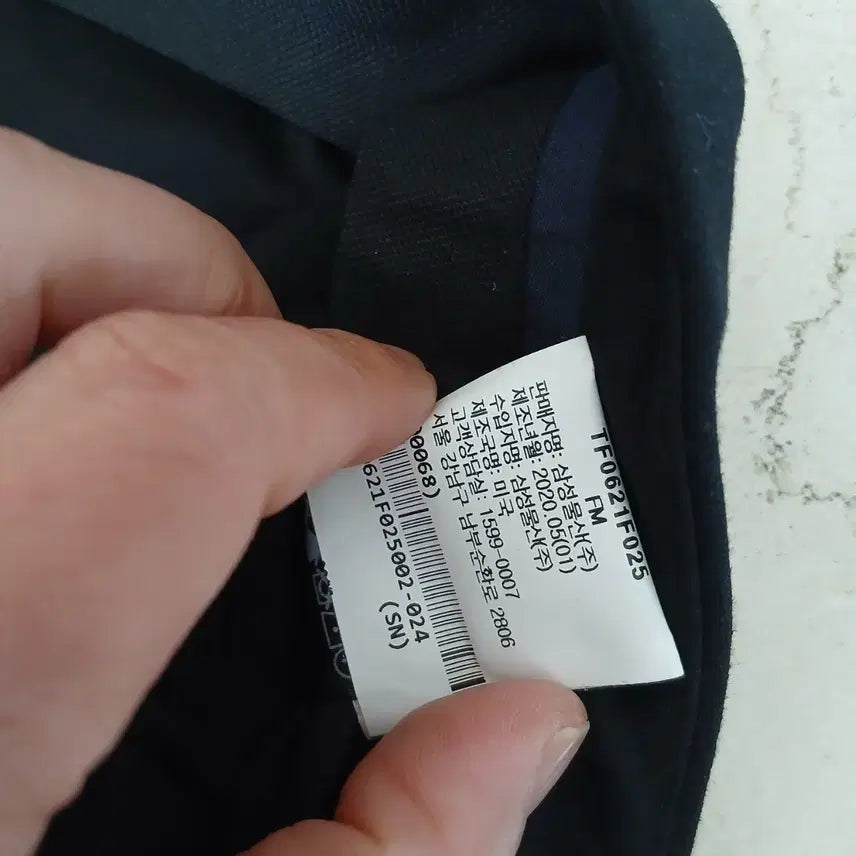 TF0621F025
FM
판매자명: 삼성물산(주)
제조년월: 2020.05(01)
수입자명: 삼성물산(주)
제조국명: 미국
고객상담실: 1599-0007
서울 강남구 남부순환로 2806
0068)
621F025002-024
(SN)